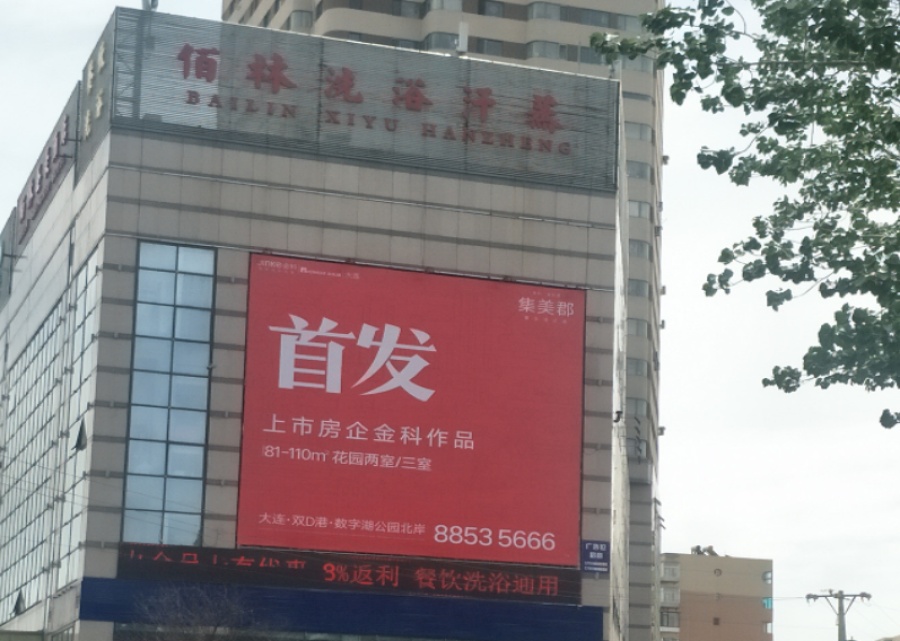 佰林洗浴汗蒸
BAILIN XIYU HANZHENG
集美郡
首发
上市房企金科作品
81-110m² 花园两室/三室
大连·双D港·数字湖公园北岸 8853 5666
9%返利 餐饮洗浴通用